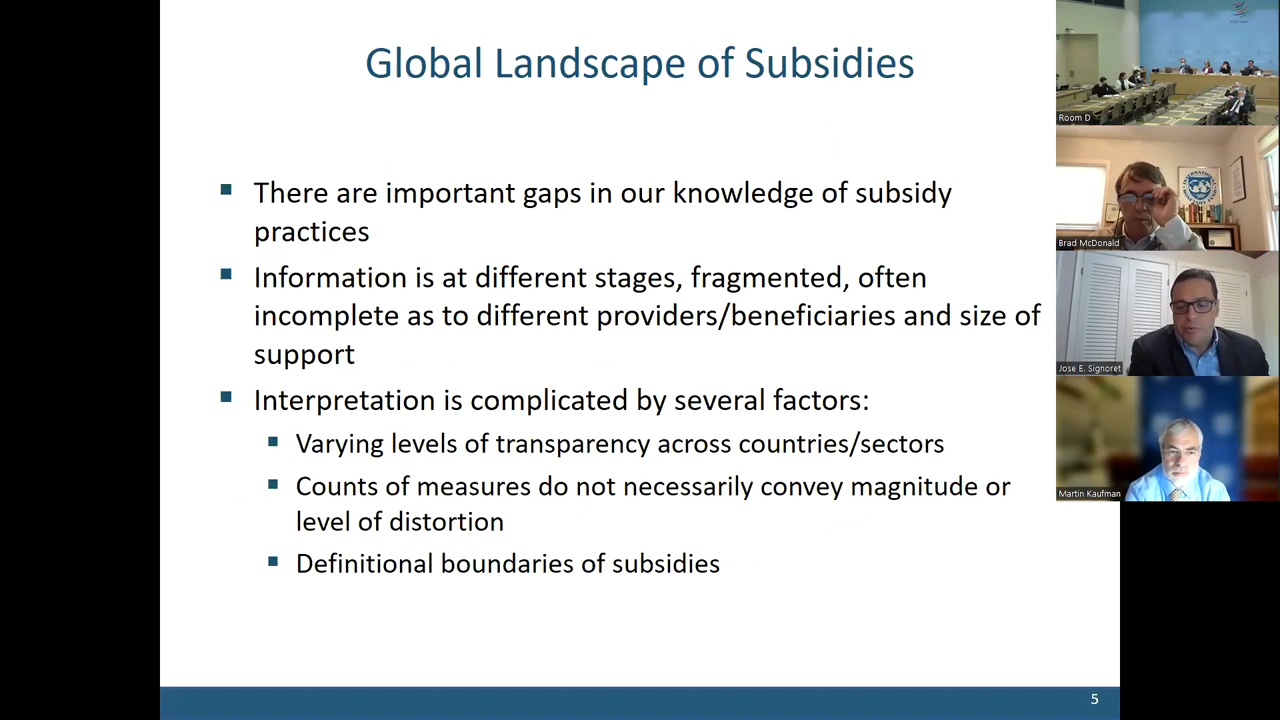 Global Landscape of Subsidies
There are important gaps in our knowledge of subsidy
practices
Information is at different stages, fragmented, often
incomplete as to different providers/beneficiaries and size of
support
Interpretation is complicated by several factors:
Varying levels of transparency across countries/sectors
Counts of measures do not necessarily convey magnitude or
level of distortion
Definitional boundaries of subsidies
5
Room D
Brad McDonald
Jose E. Signoret
Martin Kaufman